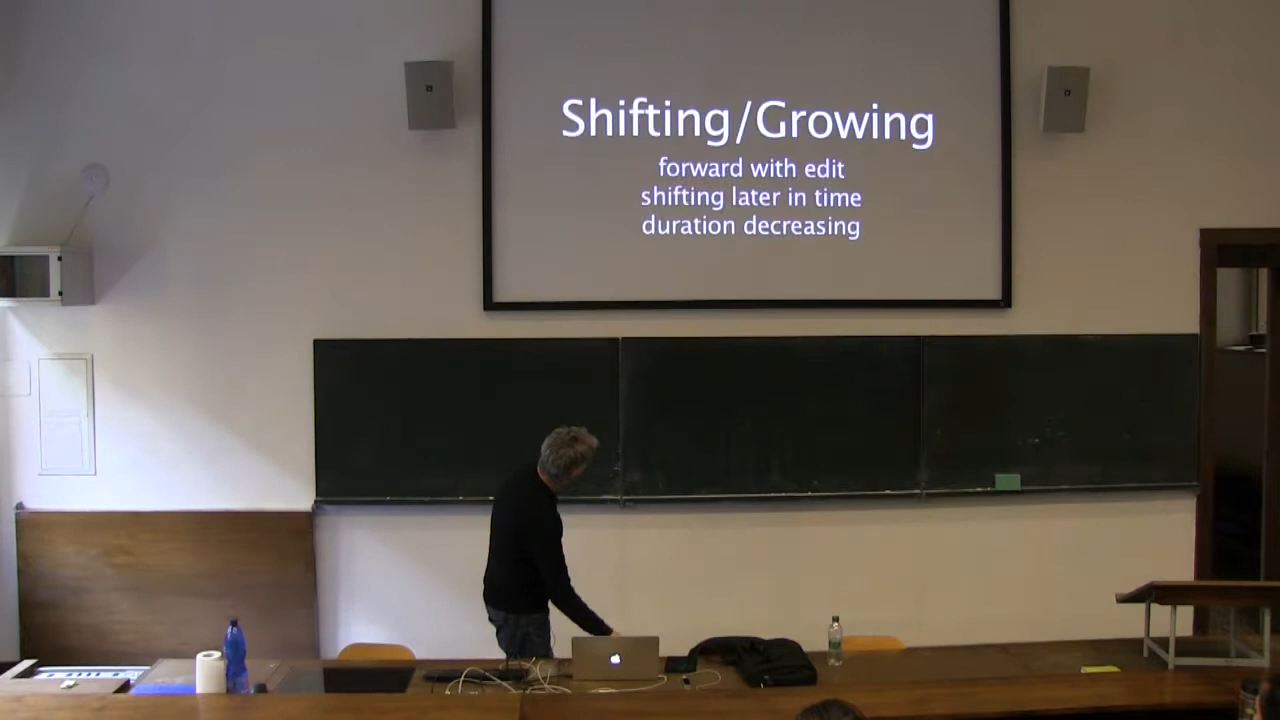 Shifting/Growing
forward with edit
shifting later in time
duration decreasing